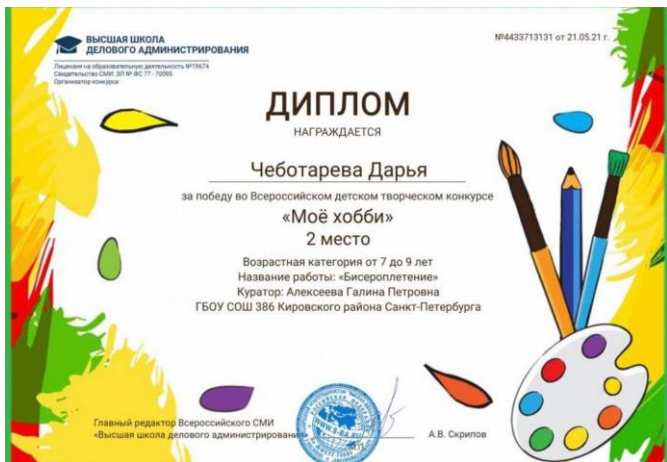 ВЫСШАЯ ШКОЛА
ДЕЛОВОГО АДМИНИСТРИРОВАНИЯ
Лицензия на образовательную деятельность №19674
Свидетельство СМИ: ЭЛ № ФС 77 - 70095
Организатор конкурса
№4433713131 от 21.05.21 г.
ДИПЛОМ
НАГРАЖДАЕТСЯ
Чеботарева Дарья
за победу во Всероссийском детском творческом конкурсе
«Моё хобби»
2 место
Возрастная категория от 7 до 9 лет
Название работы: «Бисероплетение»
Куратор: Алексеева Галина Петровна
ГБОУ СОШ 386 Кировского района Санкт-Петербурга
Главный редактор Всероссийского СМИ
«Высшая школа делового администрирования»
А.В. Скрипов
WWW.S-BA.RU